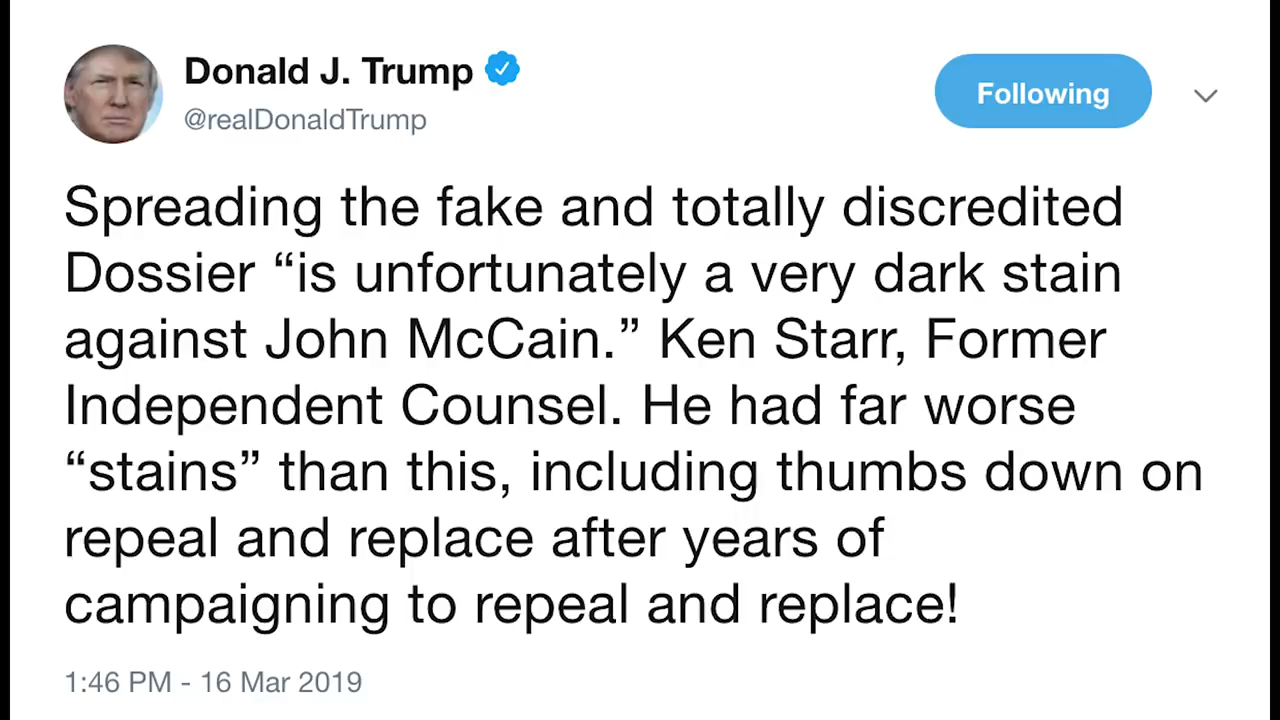 Donald J. Trump
@realDonaldTrump
Following
Spreading the fake and totally discredited
Dossier “is unfortunately a very dark stain
against John McCain.” Ken Starr, Former
Independent Counsel. He had far worse
“stains” than this, including thumbs down on
repeal and replace after years of
campaigning to repeal and replace!
1:46 PM - 16 Mar 2019